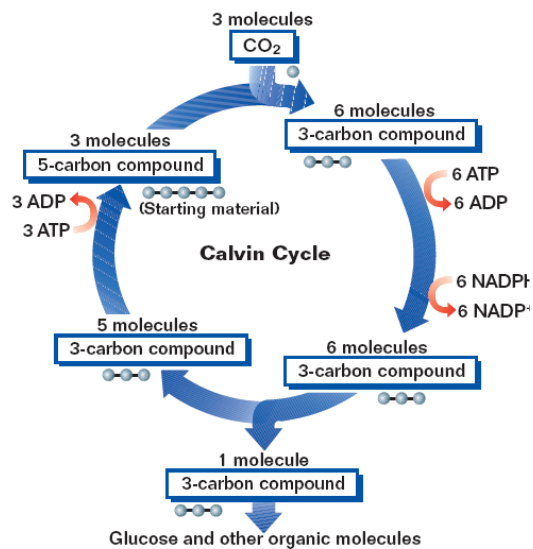 3 molecules
CO₂
6 molecules
3-carbon compound
6 ATP
6 ADP
6 NADPH
6 NADP+
6 molecules
3-carbon compound
1 molecule
3-carbon compound
Glucose and other organic molecules
5 molecules
3-carbon compound
3 ADP
3 ATP
3 molecules
5-carbon compound
(Starting material)
Calvin Cycle